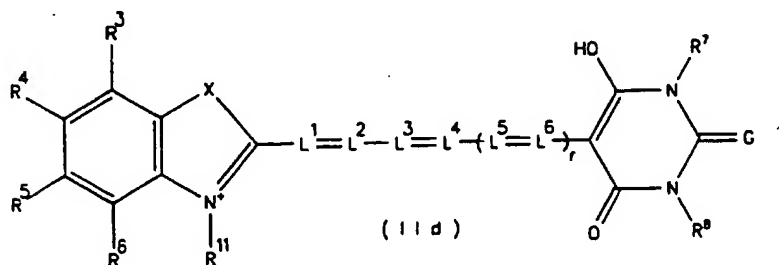 R³ HO R⁷
R⁴ X N
L¹=L²—L³=L⁴—(L⁵=L⁶)r G
R⁵ N⁺ N
R⁶ R¹¹ (IId) O R⁸